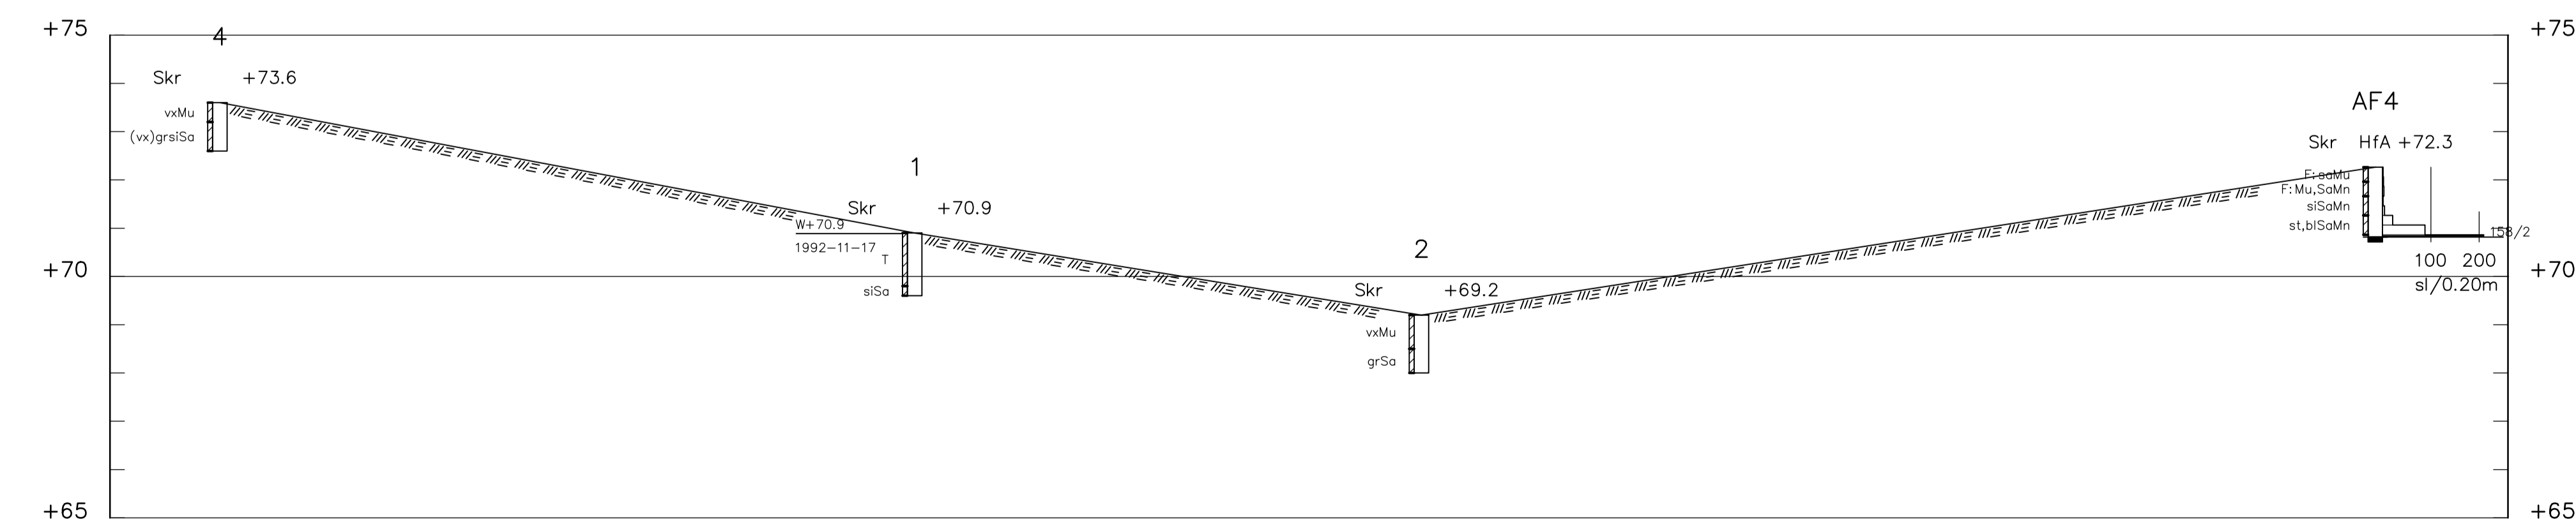 +75
+75
4
Skr +73.6
vxMu
(vx)grsiSa
AF4
Skr HfA +72.3
F:saMu
F:Mu,SaMn
siSaMn
st,blSaMn
158/2
100 200
sl/0.20m
1
Skr +70.9
W+70.9
1992-11-17
T
siSa
2
Skr +69.2
vxMu
grSa
+70
+70
+65
+65